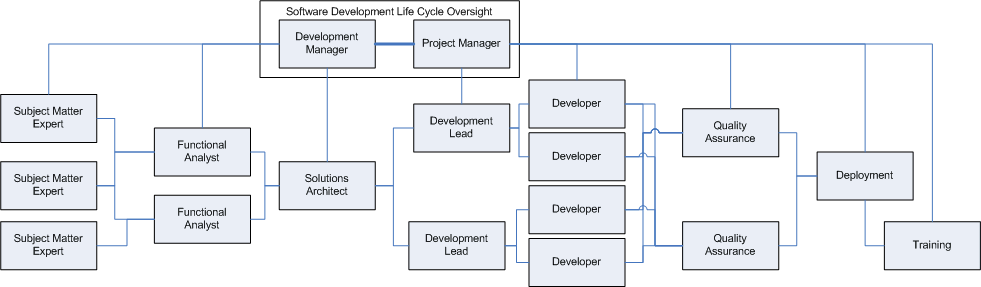 Software Development Life Cycle Oversight
Development
Manager
Project Manager
Subject Matter
Expert
Subject Matter
Expert
Subject Matter
Expert
Functional
Analyst
Functional
Analyst
Solutions
Architect
Development
Lead
Development
Lead
Developer
Developer
Developer
Developer
Quality
Assurance
Quality
Assurance
Deployment
Training